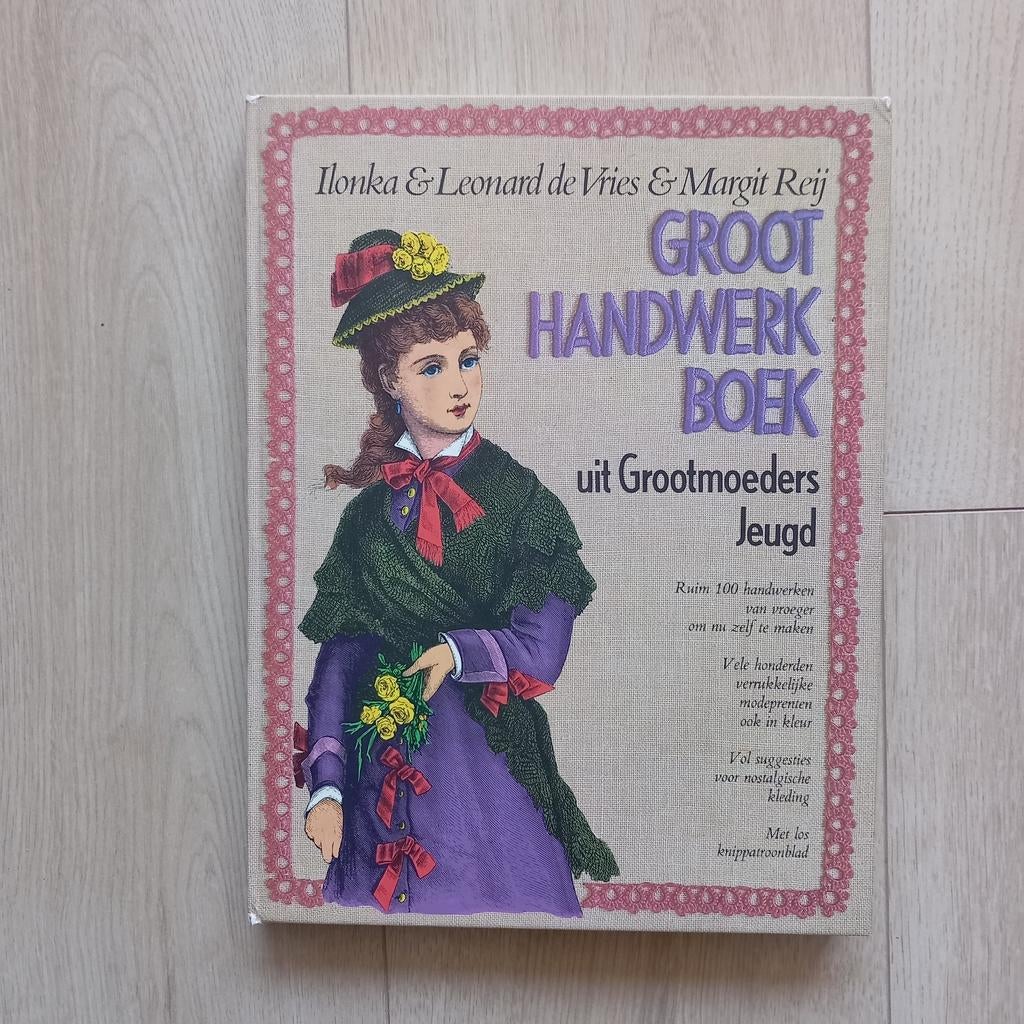 Ilonka & Leonard de Vries & Margit Reij
GROOT
HANDWERK
BOEK
uit Grootmoeders
Jeugd
Ruim 100 handwerken
van vroeger
om nu zelf te maken
Vele honderden
verrukkelijke
modeprenten
ook in kleur
Vol suggesties
voor nostalgische
kleding
Met los
knippatroonblad